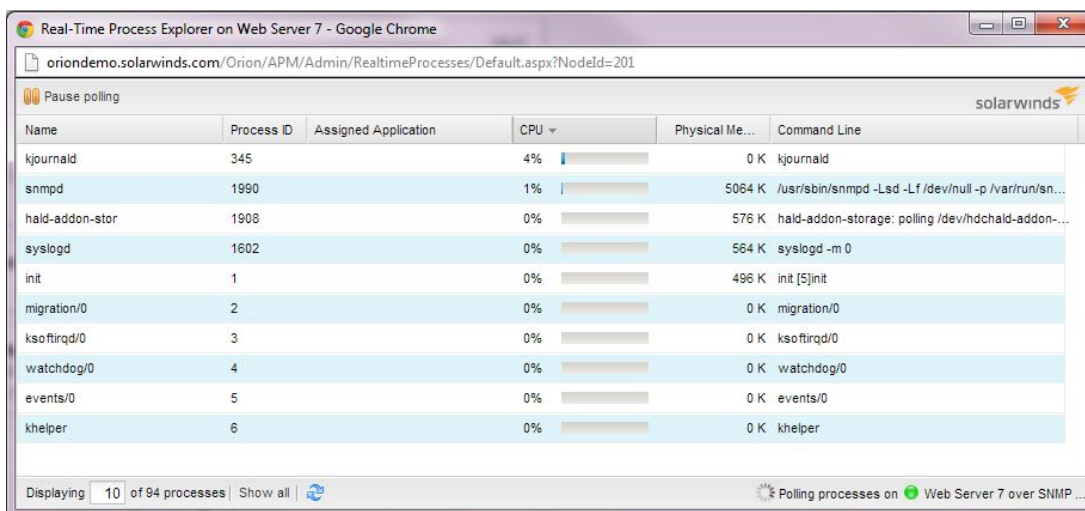 Real-Time Process Explorer on Web Server 7 - Google Chrome
oriondemo.solarwinds.com/Orion/APM/Admin/RealtimeProcesses/Default.aspx?NodeId=201
Pause polling solarwinds
Name Process ID Assigned Application CPU Physical Me... Command Line
kjournald 345 4% 0 K kjournald
snmpd 1990 1% 5064 K /usr/sbin/snmpd -Lsd -Lf /dev/null -p /var/run/sn...
hald-addon-stor 1908 0% 576 K hald-addon-storage: polling /dev/hdchald-addon-...
syslogd 1602 0% 564 K syslogd -m 0
init 1 0% 496 K init [5]init
migration/0 2 0% 0 K migration/0
ksoftirqd/0 3 0% 0 K ksoftirqd/0
watchdog/0 4 0% 0 K watchdog/0
events/0 5 0% 0 K events/0
khelper 6 0% 0 K khelper
Displaying 10 of 94 processes Show all Polling processes on Web Server 7 over SNMP ...